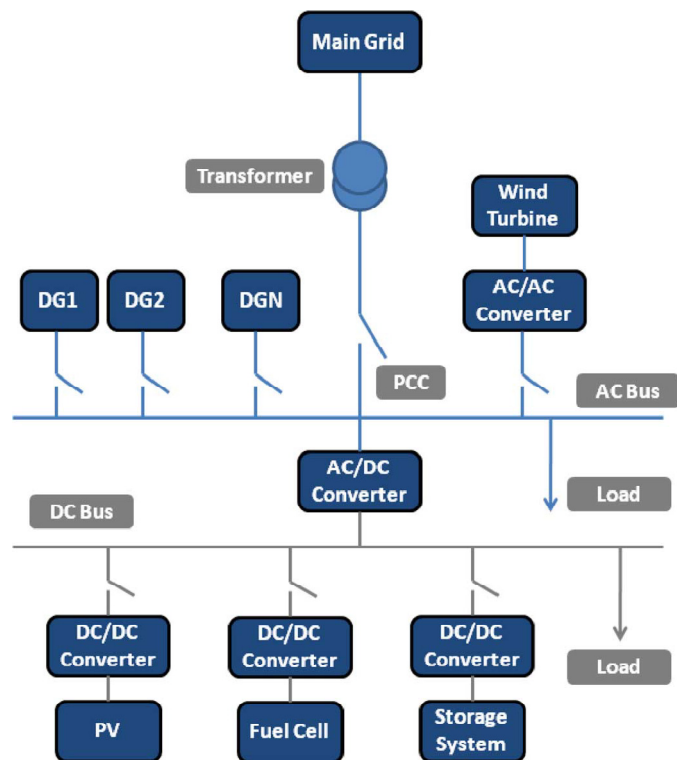 Main Grid
Transformer
Wind
Turbine
DG1
DG2
DGN
AC/AC
Converter
PCC
AC Bus
AC/DC
Converter
Load
DC Bus
DC/DC
Converter
DC/DC
Converter
DC/DC
Converter
Load
PV
Fuel Cell
Storage
System